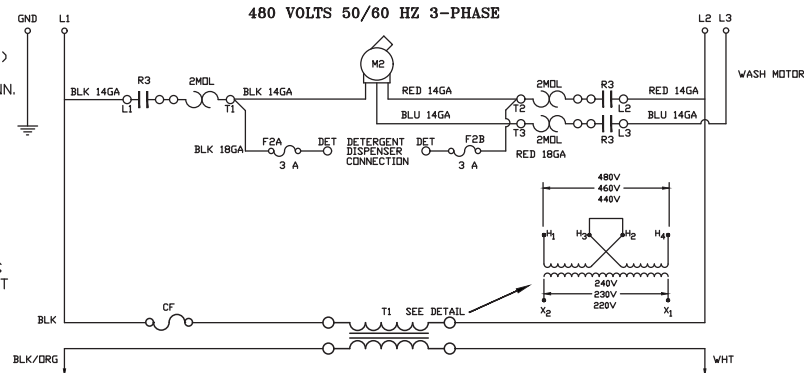 480 VOLTS 50/60 HZ 3-PHASE
GND
L1
L2
L3
)
NN.
M2
WASH MOTOR
BLK 14GA
R3
2MOL
BLK 14GA
RED 14GA
2MOL
R3
RED 14GA
L1
T1
T2
L2
BLU 14GA
BLU 14GA
T3
2MOL
R3
L3
BLK 18GA
F2A
DET
DETERGENT
DISPENSER
CONNECTION
DET
F2B
RED 18GA
3 A
3 A
480V
460V
440V
H1
H3
H2
H4
240V
230V
220V
X2
X1
T
CF
T1
SEE DETAIL
BLK
BLK/ORG
WHT